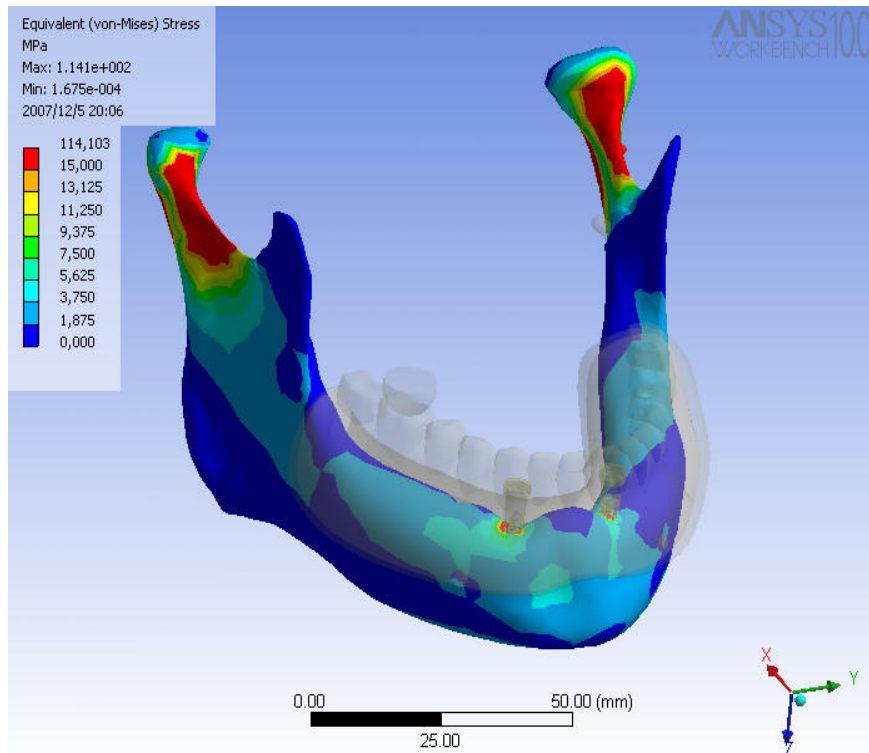 Equivalent (von-Mises) Stress
MPa
Max: 1.141e+002
Min: 1.675e-004
2007/12/5 20:06
114,103
15,000
13,125
11,250
9,375
7,500
5,625
3,750
1,875
0,000
ANSYS 10.0
WORKBENCH
0.00 50.00 (mm)
25.00
X
Y
Z